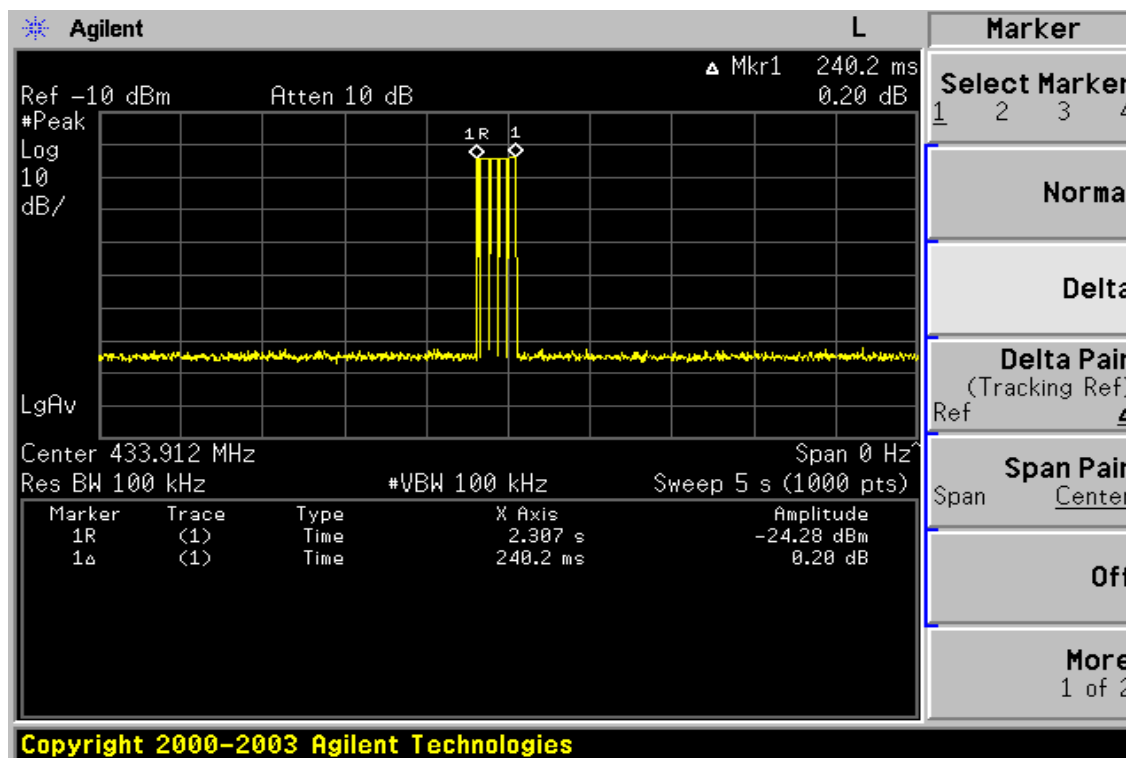 Agilent L
Δ Mkr1 240.2 ms
Ref -10 dBm Atten 10 dB 0.20 dB
#Peak
Log
10
dB/
1R 1
LgAv
Center 433.912 MHz Span 0 Hz^
Res BW 100 kHz #VBW 100 kHz Sweep 5 s (1000 pts)
Marker Trace Type X Axis Amplitude
1R (1) Time 2.307 s -24.28 dBm
1Δ (1) Time 240.2 ms 0.20 dB
Copyright 2000-2003 Agilent Technologies
Marker
Select Marker
1 2 3 4
Norma
Delta
Delta Pair
(Tracking Ref)
Ref Δ
Span Pair
Span Center
Off
More
1 of 2